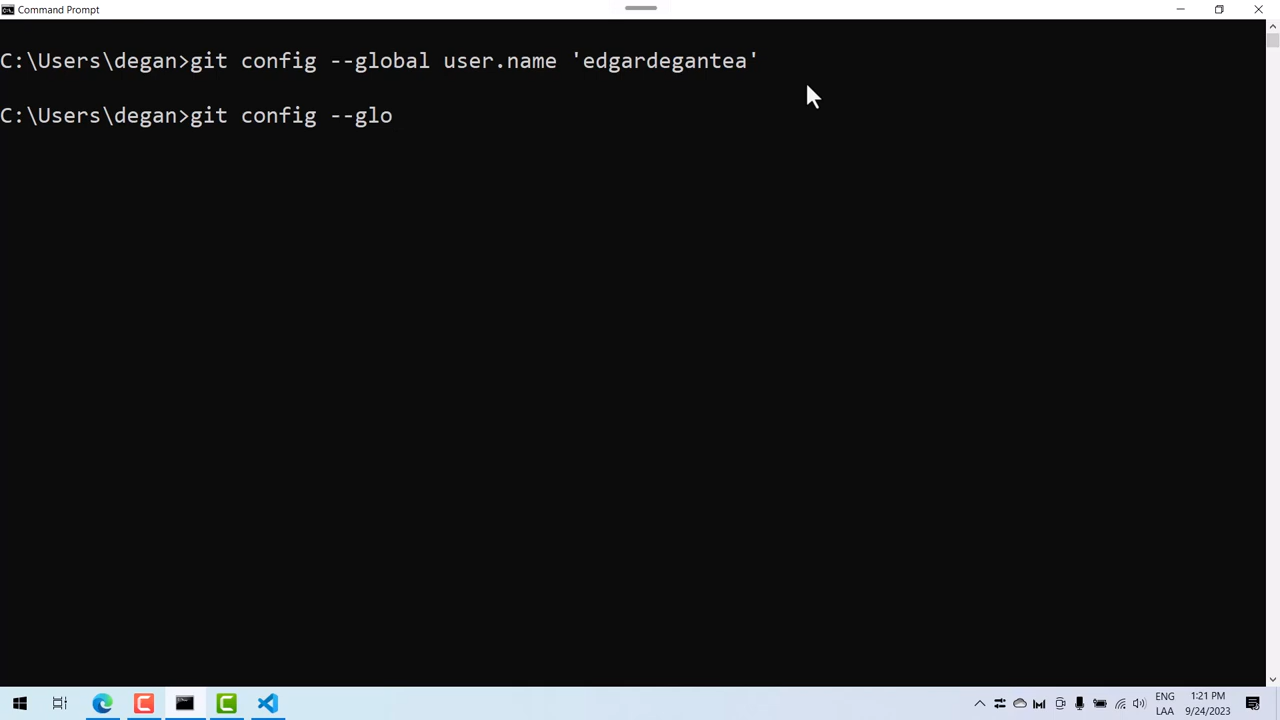 Command Prompt
C:\Users\degan>git config --global user.name 'edgardegantea'
C:\Users\degan>git config --glo
ENG
LAA
1:21 PM
9/24/2023